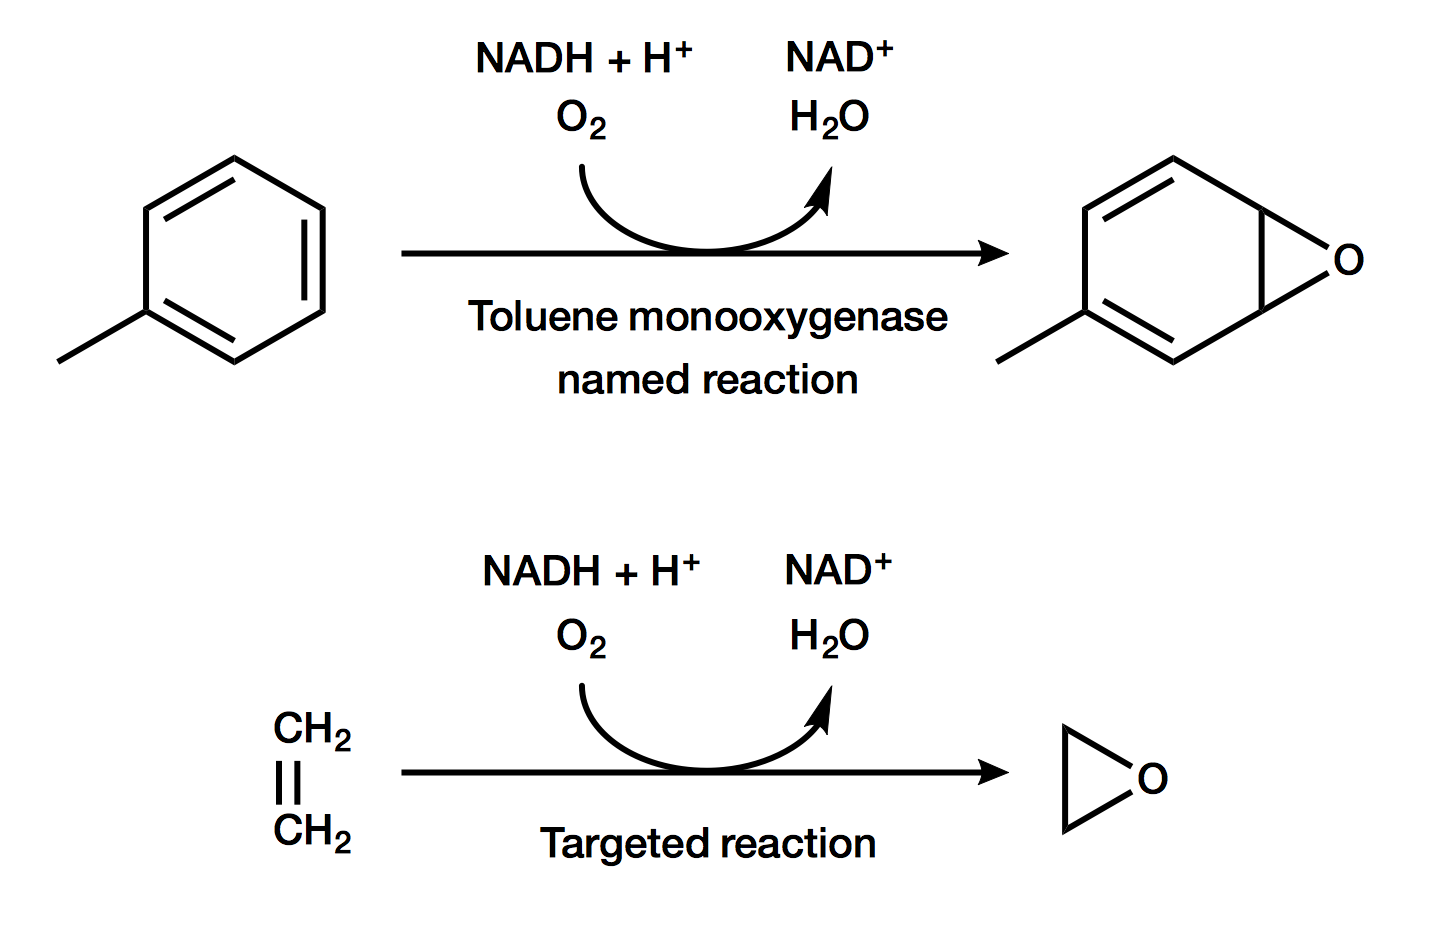 NADH + H⁺ NAD⁺
O₂ H₂O
O
Toluene monooxygenase
named reaction
NADH + H⁺ NAD⁺
O₂ H₂O
CH₂
O
CH₂
Targeted reaction